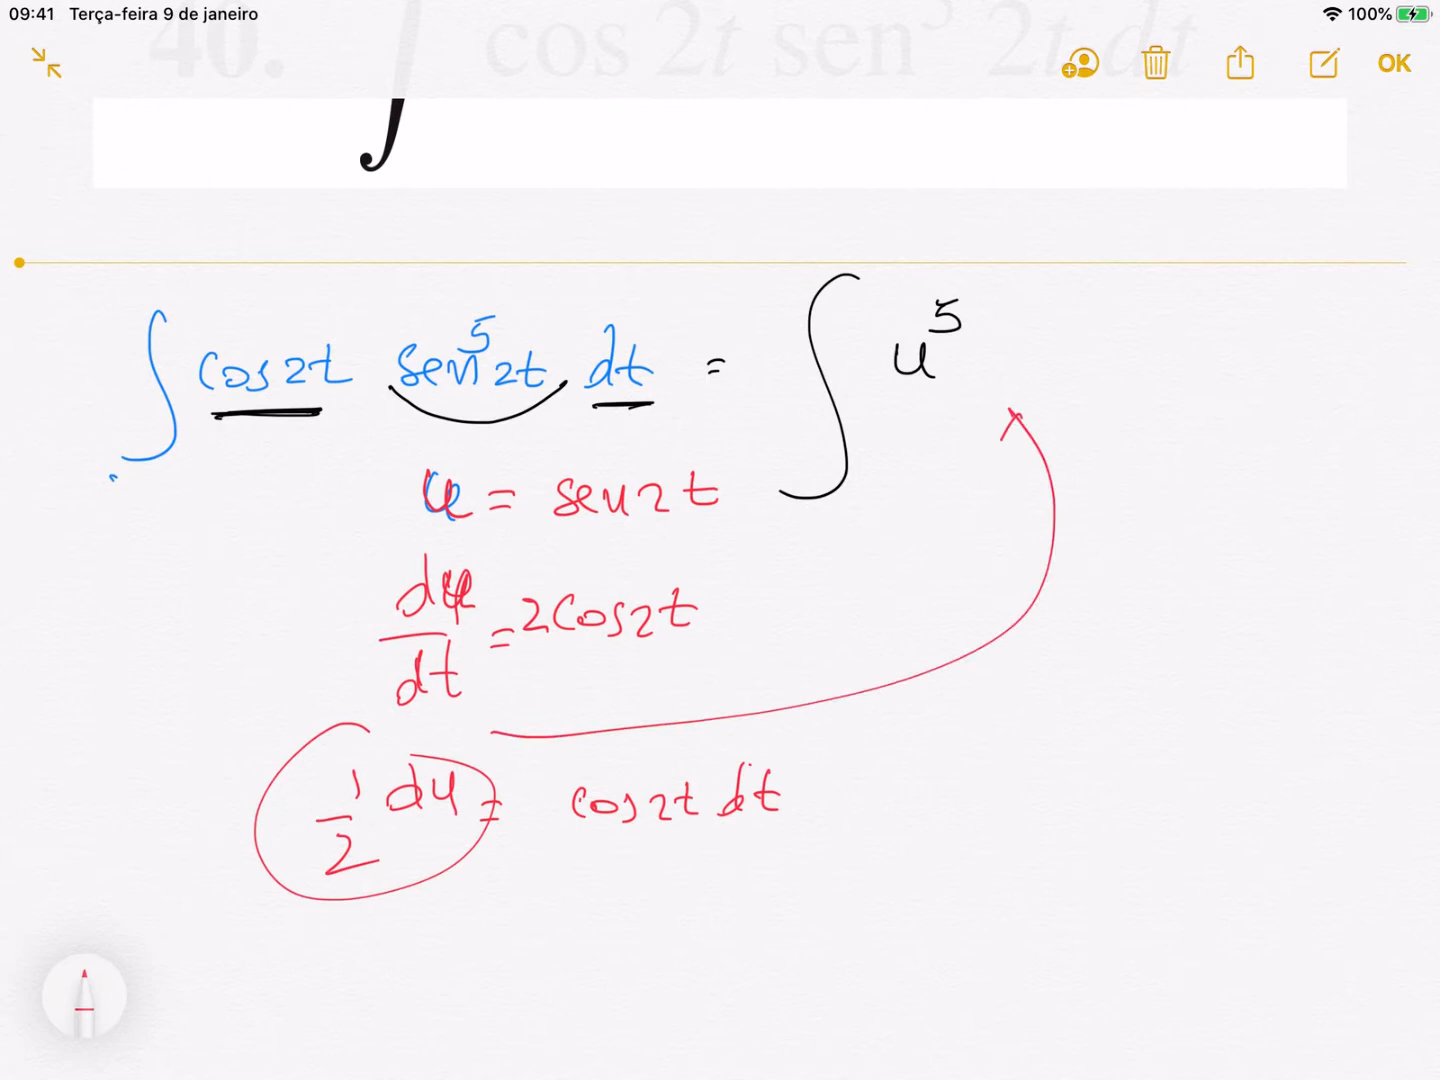 09:41 Terça-feira 9 de janeiro 100%
40. ∫ cos 2t sen⁵ 2t dt
OK
∫ cos 2t sen⁵ 2t dt = ∫ u⁵
u = sen 2t
du/dt = 2 cos 2t
1/2 du = cos 2t dt